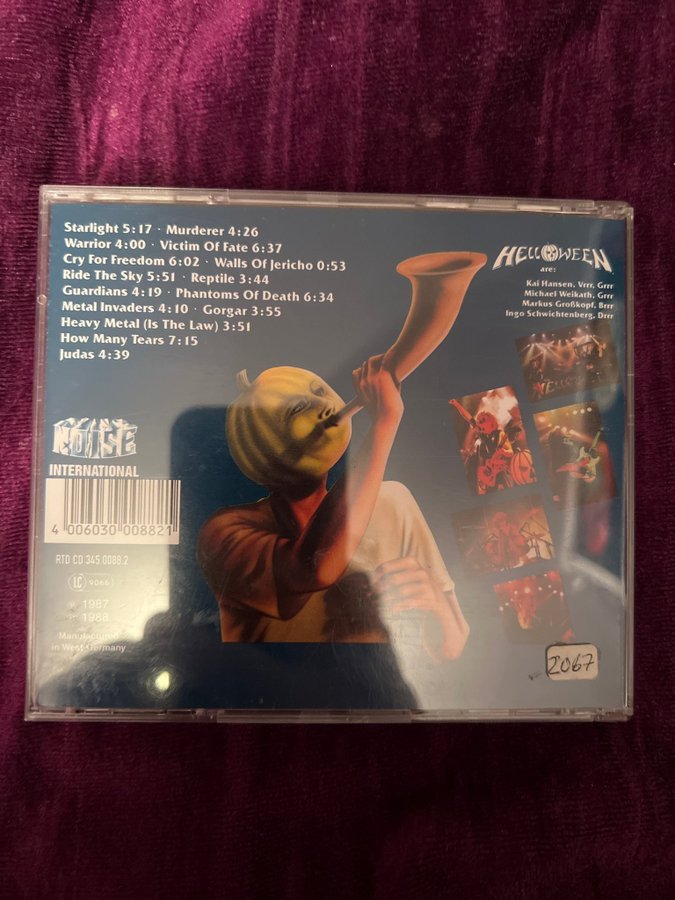 Starlight 5:17 · Murderer 4:26
Warrior 4:00 · Victim Of Fate 6:37
Cry For Freedom 6:02 · Walls Of Jericho 0:53
Ride The Sky 5:51 · Reptile 3:44
Guardians 4:19 · Phantoms Of Death 6:34
Metal Invaders 4:10 · Gorgar 3:55
Heavy Metal (Is The Law) 3:51
How Many Tears 7:15
Judas 4:39
HELLOWEEN
are:
Kai Hansen, Vrrr, Grrr
Michael Weikath, Grrr
Markus Großkopf, Brrr
Ingo Schwichtenberg, Drrr
NOISE
INTERNATIONAL
4 006030 008821
RTD CD 345.0088.2
LC 9066
℗ 1987
© 1988
Manufactured
in West Germany
2067